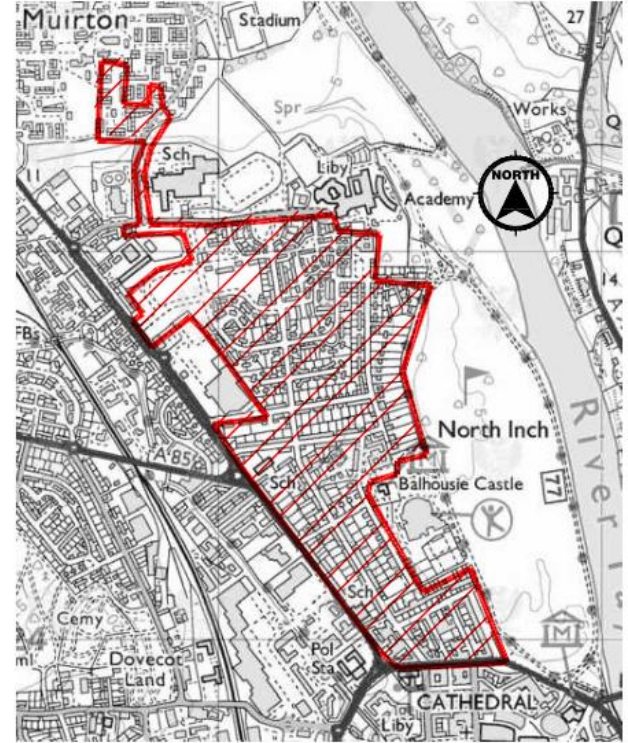 Muirton
Stadium
27
Spr
Works
Sch
Liby
NORTH
11
Academy
Q
14
FBs
North Inch
River
A 85
77
Sch
Balhousie Castle
Sch
Cemy
M
Pol
Sta
Dovecot
Land
CATHEDRAL
Liby